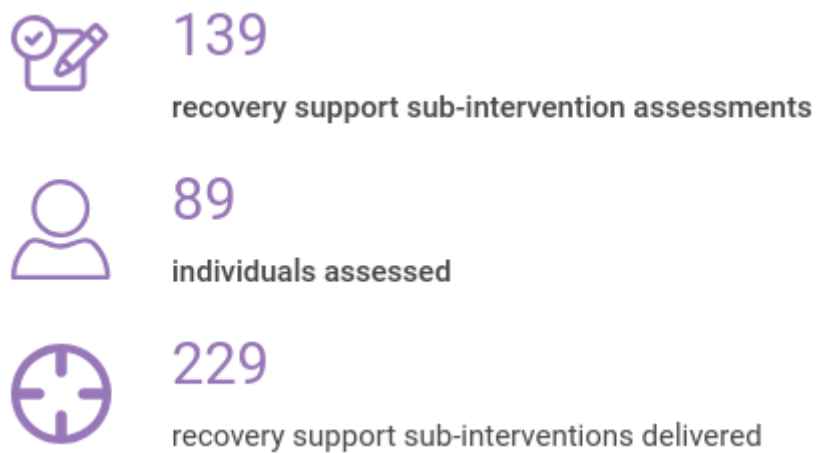 139
recovery support sub-intervention assessments
89
individuals assessed
229
recovery support sub-interventions delivered